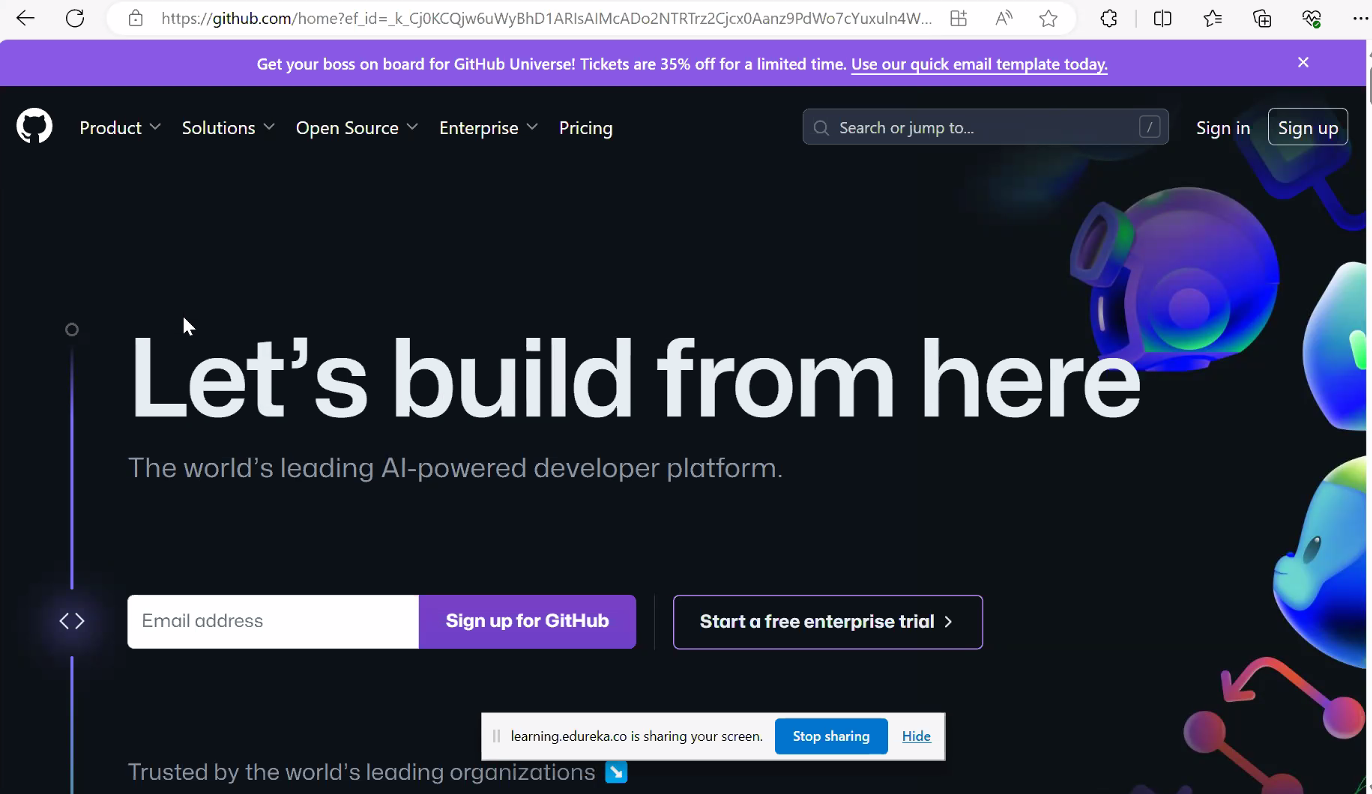 https://github.com/home?ef_id=_k_Cj0KCQjw6uWyBhD1ARIsAIMcADo2NTRTrz2Cjcx0Aanz9PdWo7cYuxuln4W...
Get your boss on board for GitHub Universe! Tickets are 35% off for a limited time. Use our quick email template today.
Product Solutions Open Source Enterprise Pricing Search or jump to... / Sign in Sign up
Let's build from here
The world's leading AI-powered developer platform.
Email address Sign up for GitHub Start a free enterprise trial
learning.edureka.co is sharing your screen. Stop sharing Hide
Trusted by the world's leading organizations